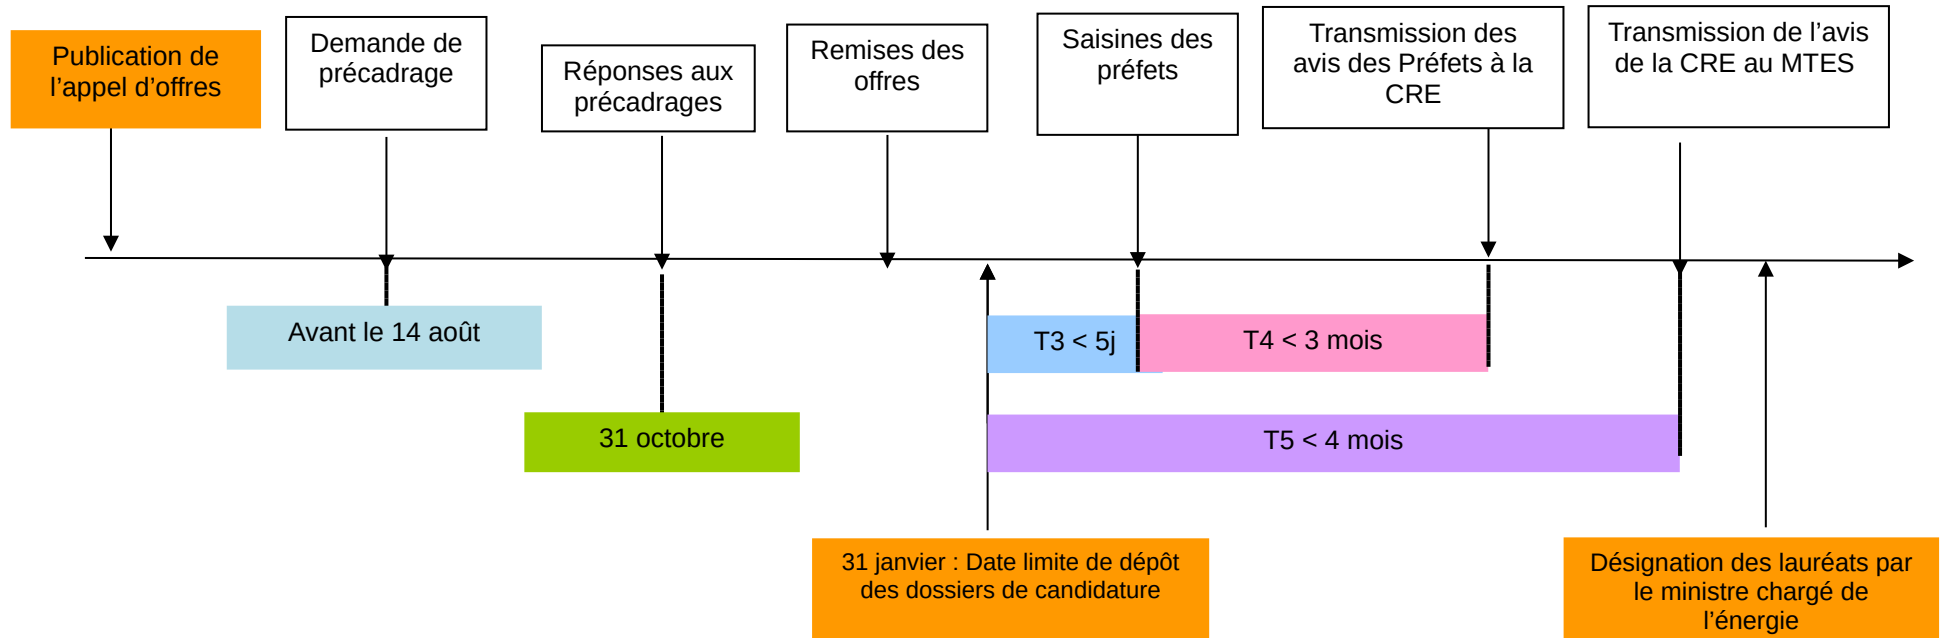 Publication de
l’appel d’offres
Demande de
précadrage
Réponses aux
précadrages
Remises des
offres
Saisines des
préfets
Transmission des
avis des Préfets à la
CRE
Transmission de l’avis
de la CRE au MTES
Avant le 14 août
T3 < 5j
T4 < 3 mois
31 octobre
T5 < 4 mois
31 janvier : Date limite de dépôt
des dossiers de candidature
Désignation des lauréats par
le ministre chargé de
l’énergie